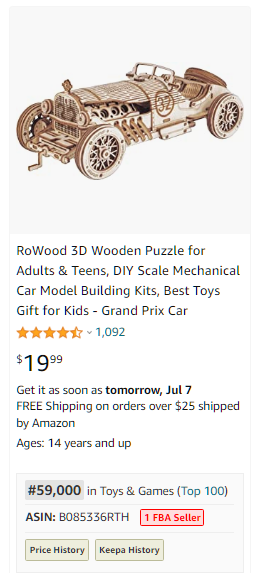 32
RoWood 3D Wooden Puzzle for
Adults & Teens, DIY Scale Mechanical
Car Model Building Kits, Best Toys
Gift for Kids - Grand Prix Car
1,092
$19.99
Get it as soon as tomorrow, Jul 7
FREE Shipping on orders over $25 shipped
by Amazon
Ages: 14 years and up
#59,000 in Toys & Games (Top 100)
ASIN: B085336RTH 1 FBA Seller
Price History Keepa History